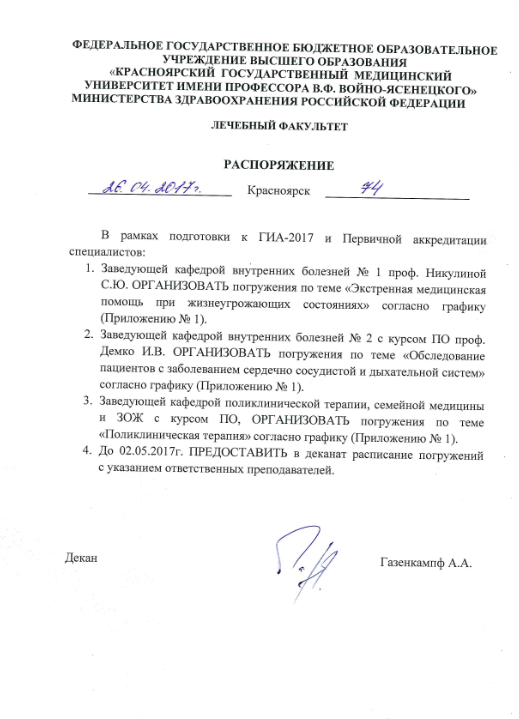 ФЕДЕРАЛЬНОЕ ГОСУДАРСТВЕННОЕ БЮДЖЕТНОЕ ОБРАЗОВАТЕЛЬНОЕ
УЧРЕЖДЕНИЕ ВЫСШЕГО ОБРАЗОВАНИЯ
«КРАСНОЯРСКИЙ ГОСУДАРСТВЕННЫЙ МЕДИЦИНСКИЙ
УНИВЕРСИТЕТ ИМЕНИ ПРОФЕССОРА В.Ф. ВОЙНО-ЯСЕНЕЦКОГО»
МИНИСТЕРСТВА ЗДРАВООХРАНЕНИЯ РОССИЙСКОЙ ФЕДЕРАЦИИ
ЛЕЧЕБНЫЙ ФАКУЛЬТЕТ
РАСПОРЯЖЕНИЕ
26.04.2017г. Красноярск 74
В рамках подготовки к ГИА-2017 и Первичной аккредитации
специалистов:
1. Заведующей кафедрой внутренних болезней № 1 проф. Никулиной
С.Ю. ОРГАНИЗОВАТЬ погружения по теме «Экстренная медицинская
помощь при жизнеугрожающих состояниях» согласно графику
(Приложению № 1).
2. Заведующей кафедрой внутренних болезней № 2 с курсом ПО проф.
Демко И.В. ОРГАНИЗОВАТЬ погружения по теме «Обследование
пациентов с заболеванием сердечно сосудистой и дыхательной систем»
согласно графику (Приложению № 1).
3. Заведующей кафедрой поликлинической терапии, семейной медицины
и ЗОЖ с курсом ПО, ОРГАНИЗОВАТЬ погружения по теме
«Поликлиническая терапия» согласно графику (Приложению № 1).
4. До 02.05.2017г. ПРЕДОСТАВИТЬ в деканат расписание погружений
с указанием ответственных преподавателей.
Декан Газенкампф А.А.